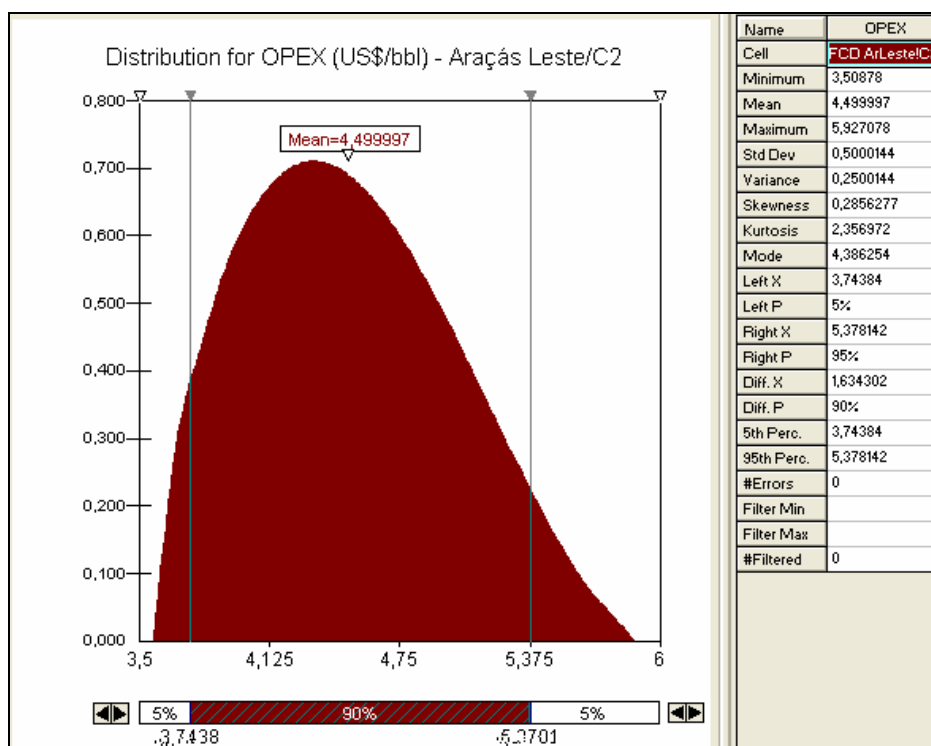 Distribution for OPEX (US$/bbl) - Araçás Leste/C2
0,800
Mean=4,499997
0,700
0,600
0,500
0,400
0,300
0,200
0,100
0,000
3,5 4,125 4,75 5,375 6
5% 90% 5%
3,7438
Name OPEX
Cell FCD ArLeste!C
Minimum 3,50878
Mean 4,499997
Maximum 5,927078
Std Dev 0,5000144
Variance 0,2500144
Skewness 0,2856277
Kurtosis 2,356972
Mode 4,386254
Left X 3,74384
Left P 5%
Right X 5,378142
Right P 95%
Diff. X 1,634302
Diff. P 90%
5th Perc. 3,74384
95th Perc. 5,378142
#Errors 0
Filter Min
Filter Max
#Filtered 0